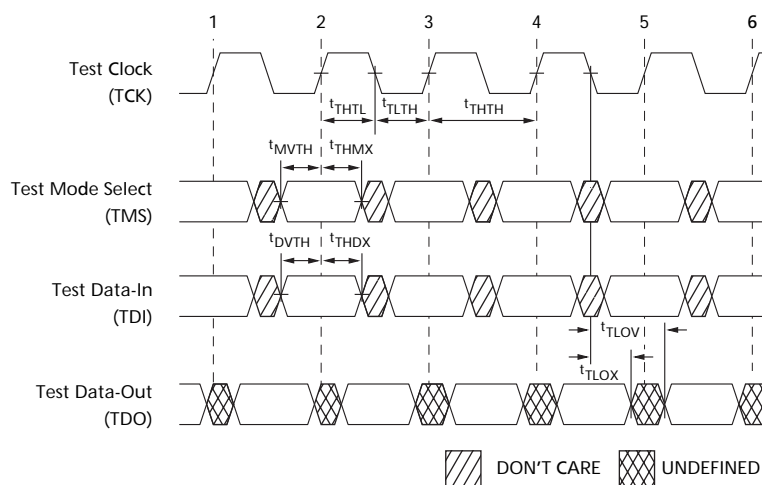 1 2 3 4 5 6
Test Clock
(TCK)
tTHTL tTLTH tTHTH
tMVTH tTHMX
Test Mode Select
(TMS)
tDVTH tTHDX
Test Data-In
(TDI)
tTLOV
tTLOX
Test Data-Out
(TDO)
DON'T CARE UNDEFINED